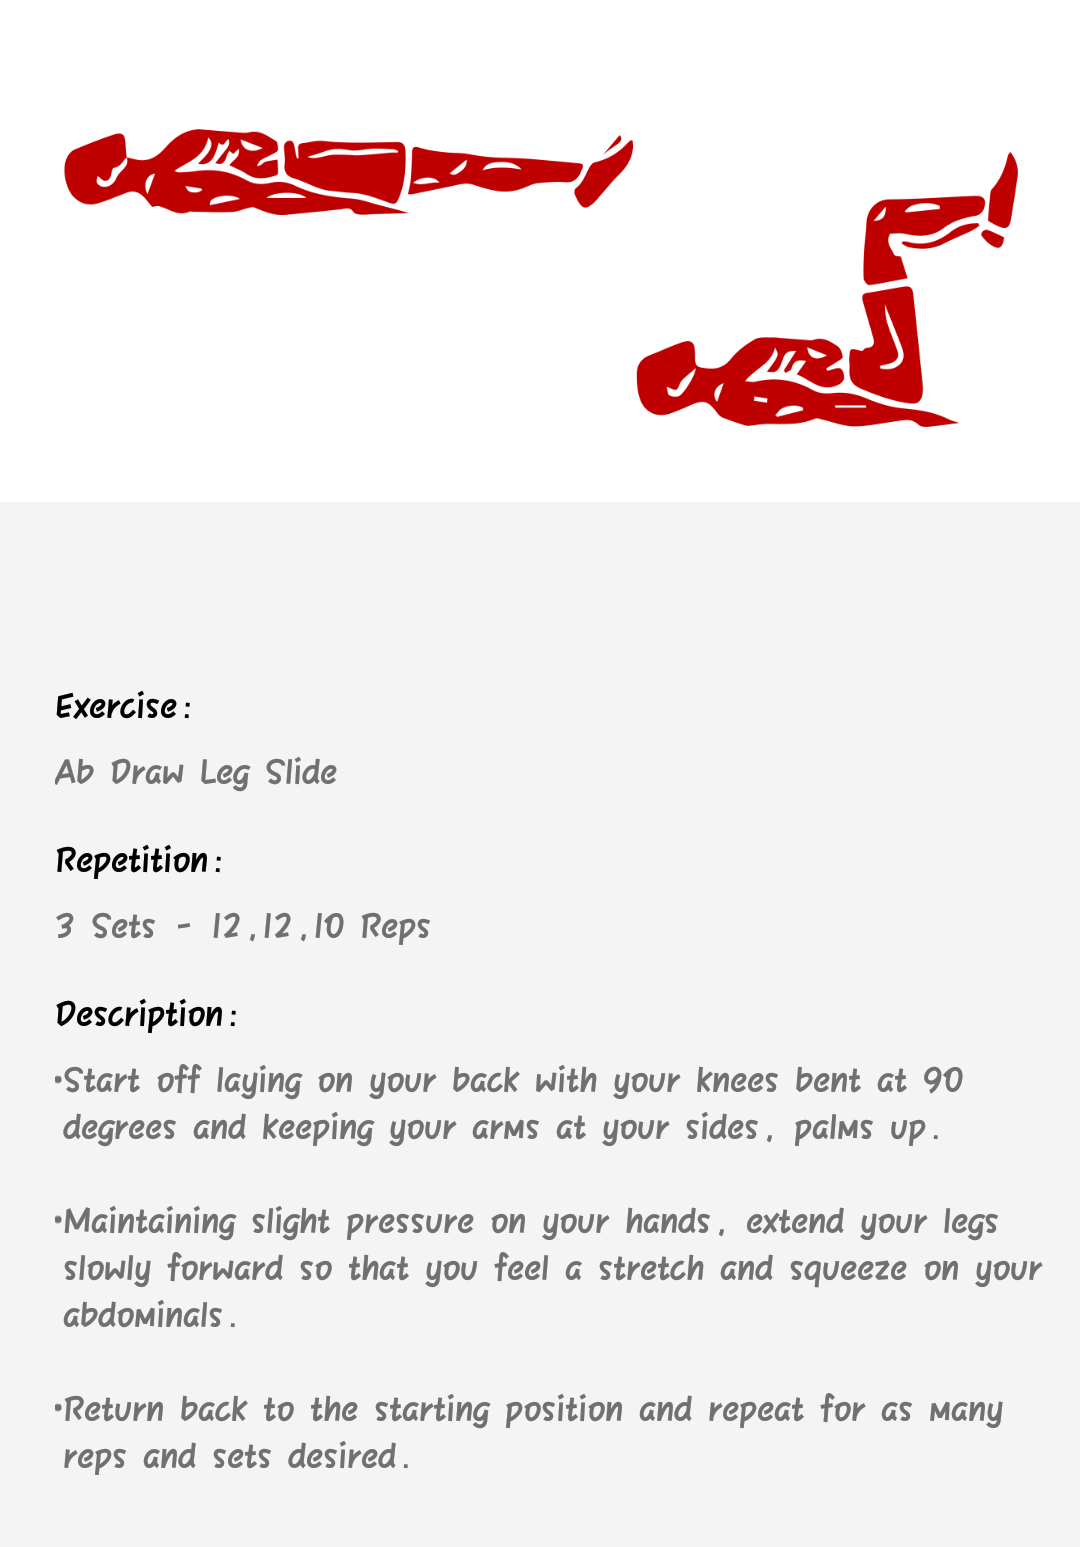 Exercise:
Ab Draw Leg Slide
Repetition:
3 Sets - 12,12,10 Reps
Description:
•Start off laying on your back with your knees bent at 90
degrees and keeping your arms at your sides, palms up.
•Maintaining slight pressure on your hands, extend your legs
slowly forward so that you feel a stretch and squeeze on your
abdominals.
•Return back to the starting position and repeat for as many
reps and sets desired.